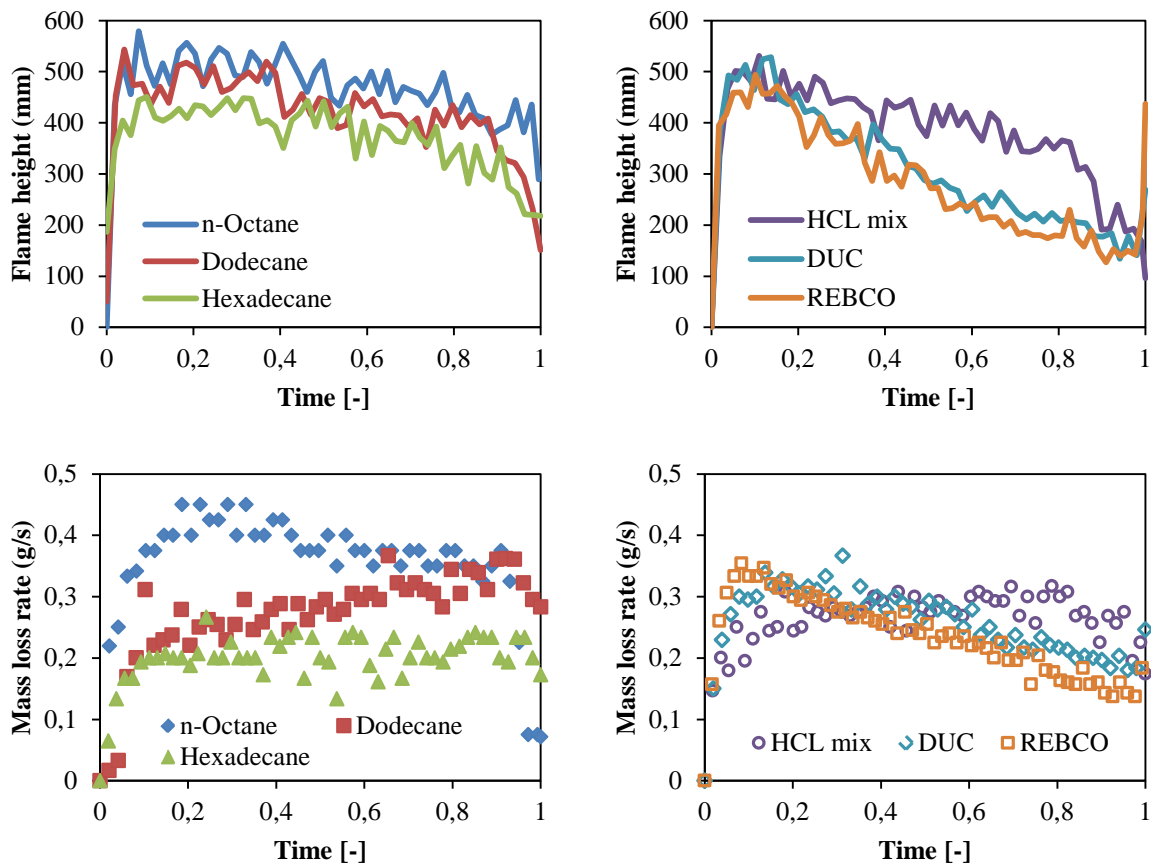 600
500
400
300
200
100
0
Flame height (mm)
n-Octane
Dodecane
Hexadecane
0 0,2 0,4 0,6 0,8 1
Time [-]
600
500
400
300
200
100
0
Flame height (mm)
HCL mix
DUC
REBCO
0 0,2 0,4 0,6 0,8 1
Time [-]
0,5
0,4
0,3
0,2
0,1
0
Mass loss rate (g/s)
n-Octane Dodecane
Hexadecane
0 0,2 0,4 0,6 0,8 1
Time [-]
0,5
0,4
0,3
0,2
0,1
0
Mass loss rate (g/s)
HCL mix DUC REBCO
0 0,2 0,4 0,6 0,8 1
Time [-]